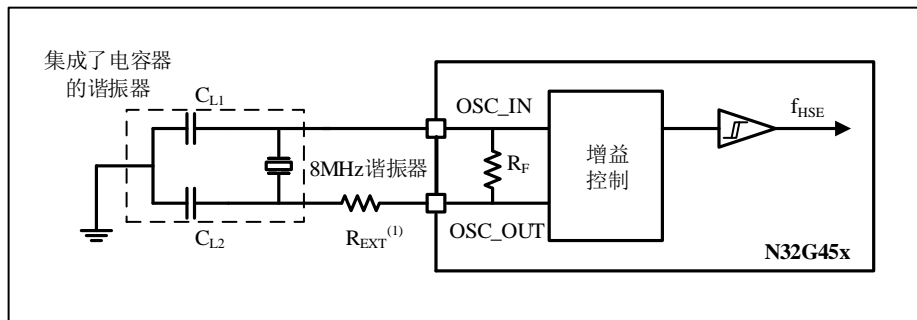 集成了电容器
的谐振器
C_L1
OSC_IN
f_HSE
8MHz谐振器
R_F
增益
控制
C_L2
R_EXT^(1)
OSC_OUT
N32G45x